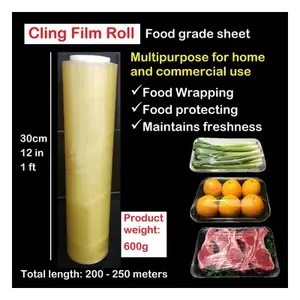 Cling Film Roll
Food grade sheet
Multipurpose for home
and commercial use
✓Food Wrapping
✓Food protecting
✓Maintains freshness
30cm
12 in
1 ft
Product
weight:
600g
Total length: 200 - 250 meters